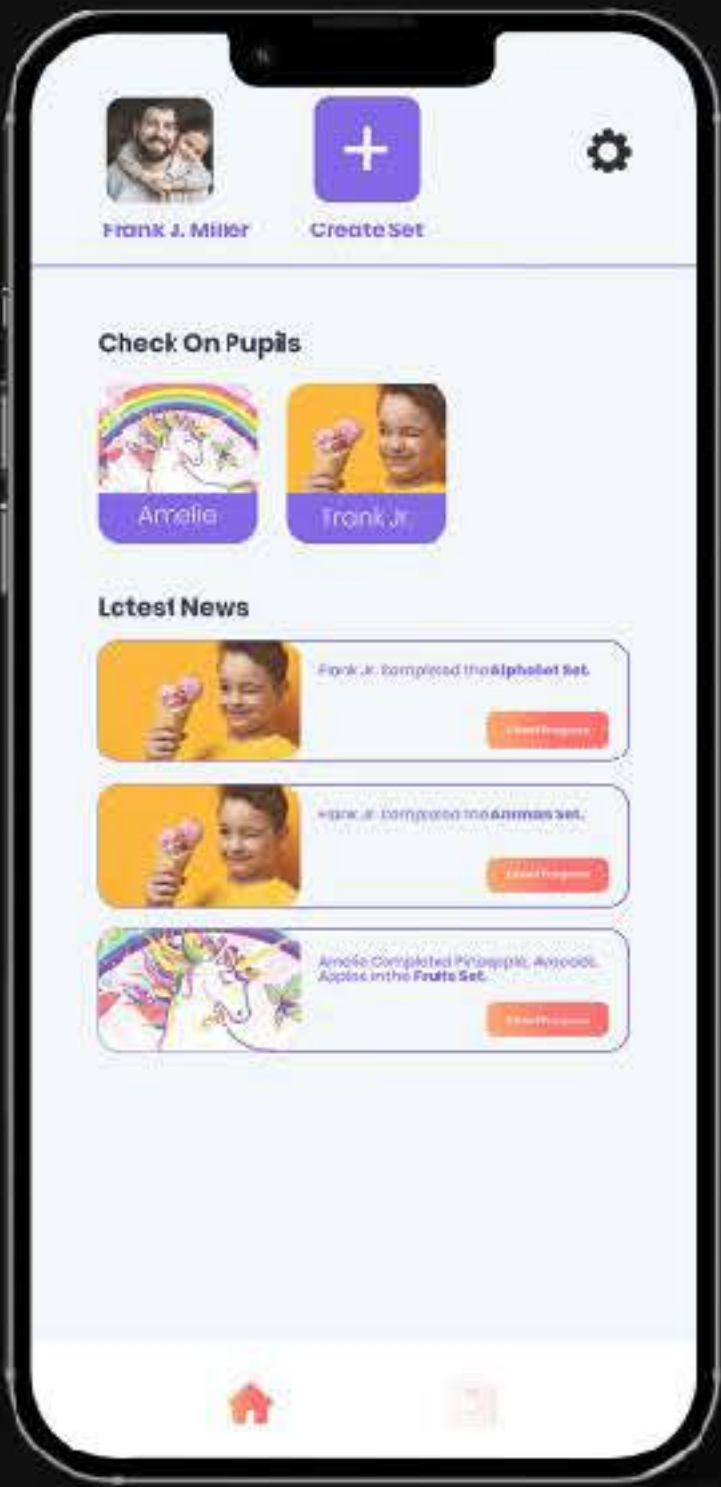 Frank J. Miller
Create Set
Check On Pupils
Amelie
Frank Jr.
Latest News
Frank Jr. Completed the Alphabet Set.
Frank Jr. Completed the Animals Set.
Amelie Completed Pineapple, Avocado,
Apples in the Fruits Set.